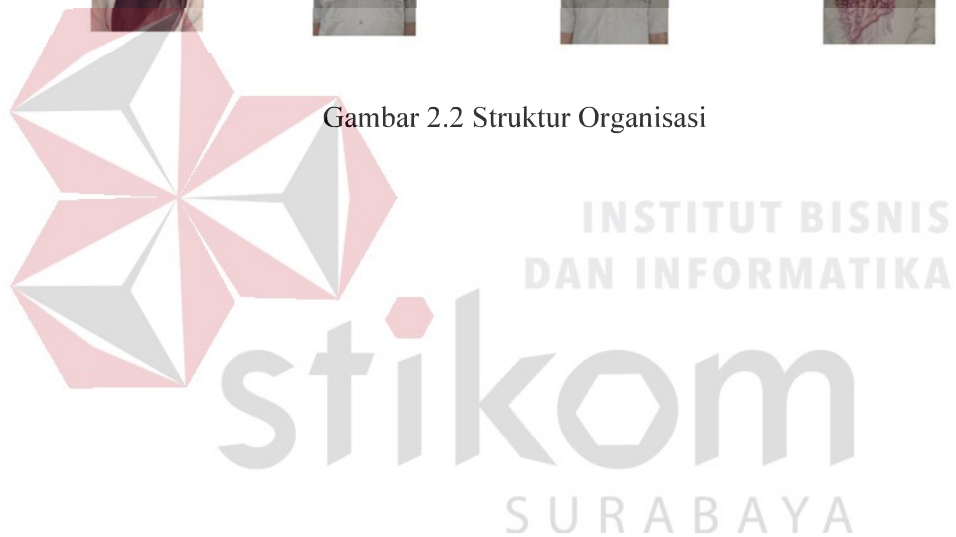 Gambar 2.2 Struktur Organisasi
INSTITUT BISNIS
DAN INFORMATIKA
stikom
SURABAYA